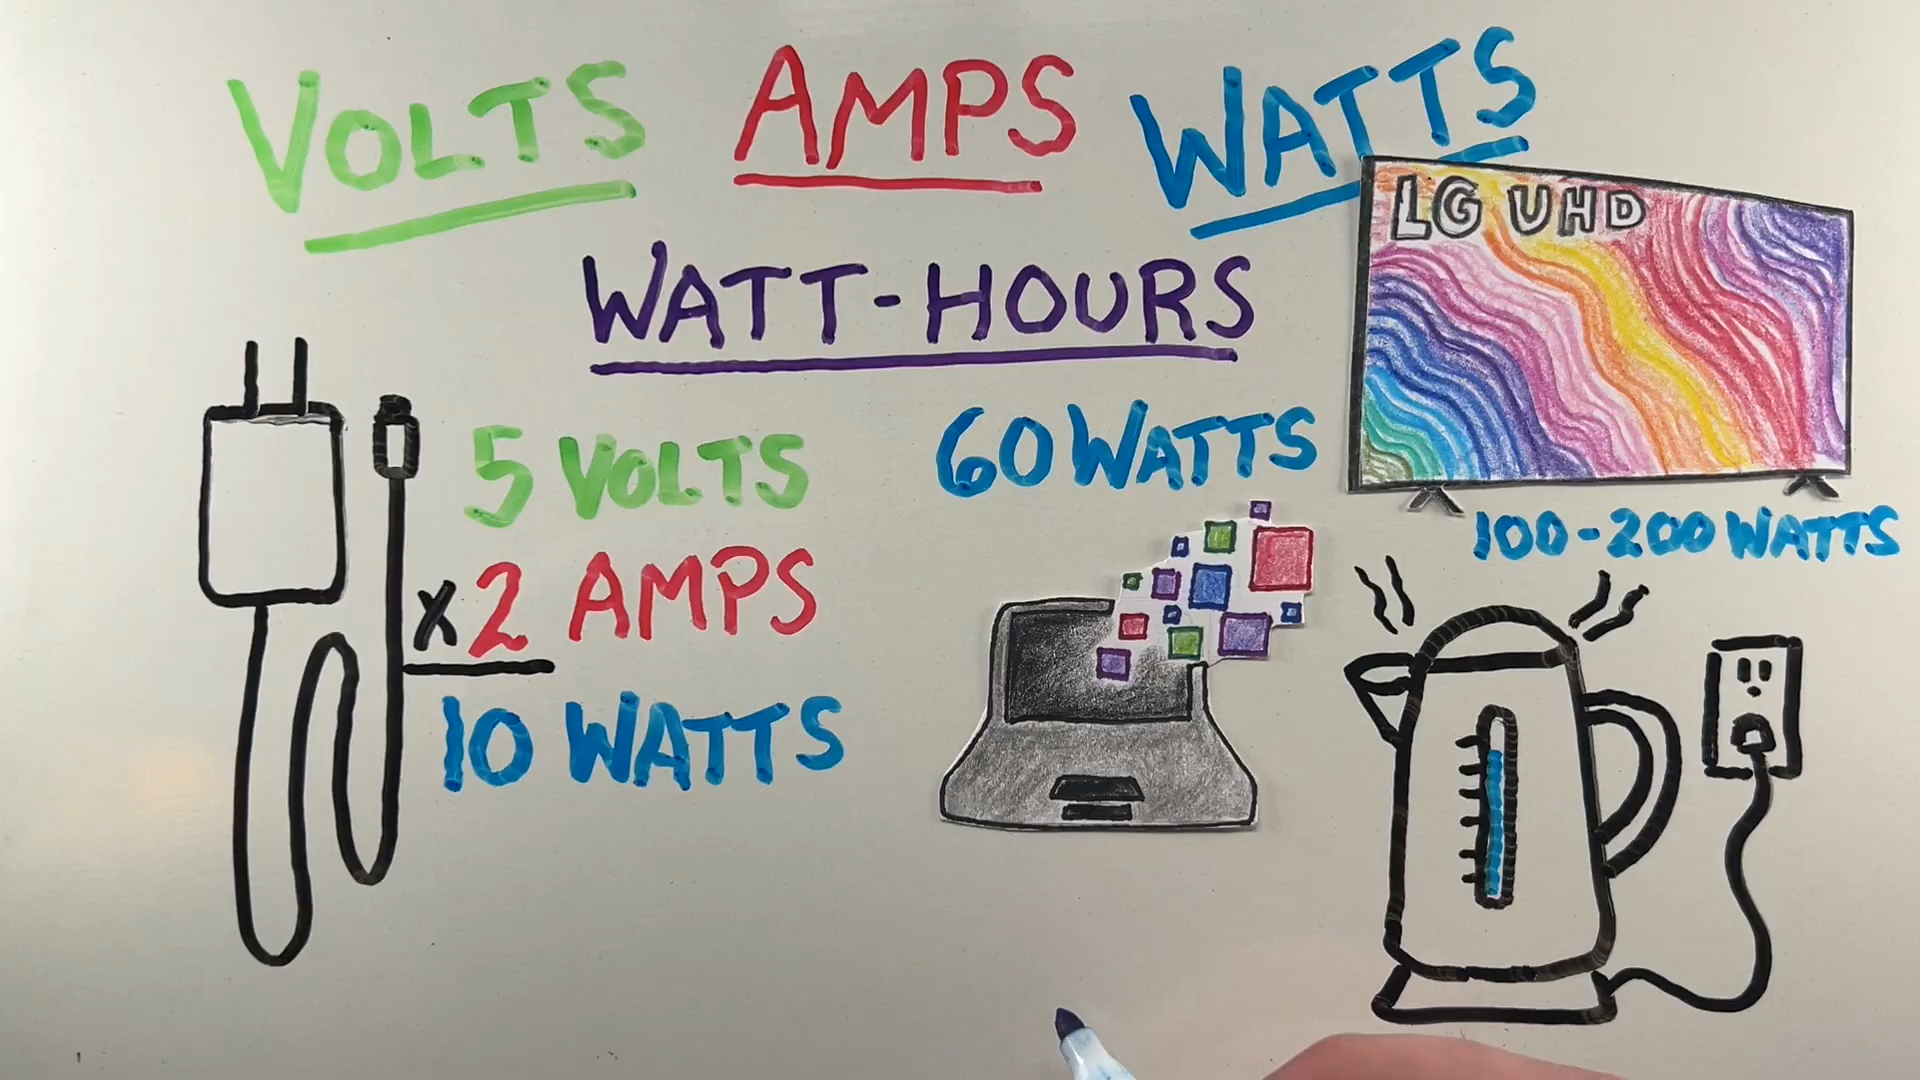 VOLTS AMPS WATTS
WATT-HOURS
LG UHD
5 VOLTS
x 2 AMPS
10 WATTS
60 WATTS
100-200 WATTS